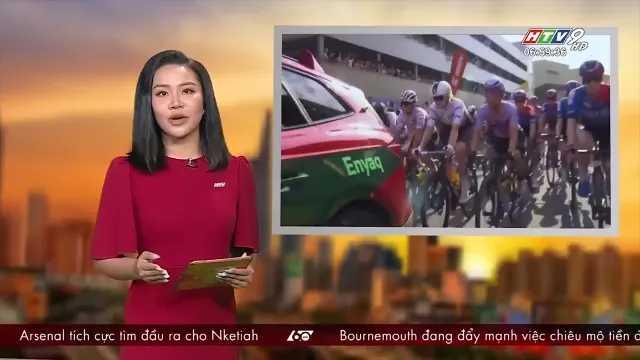 HTV9
HD
06:59:36
Enyaq
Arsenal tích cực tìm đầu ra cho Nketiah
60
Bournemouth đang đẩy mạnh việc chiêu mộ tiền đ